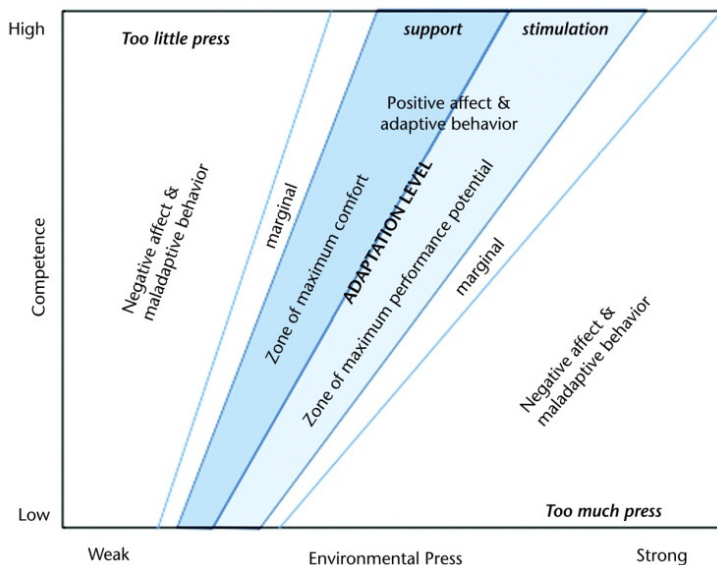 High
Too little press
support
stimulation
Positive affect &
adaptive behavior
Negative affect &
maladaptive behavior
marginal
Zone of maximum comfort
ADAPTATION LEVEL
Zone of maximum performance potential
marginal
Negative affect &
maladaptive behavior
Competence
Too much press
Low
Weak
Environmental Press
Strong